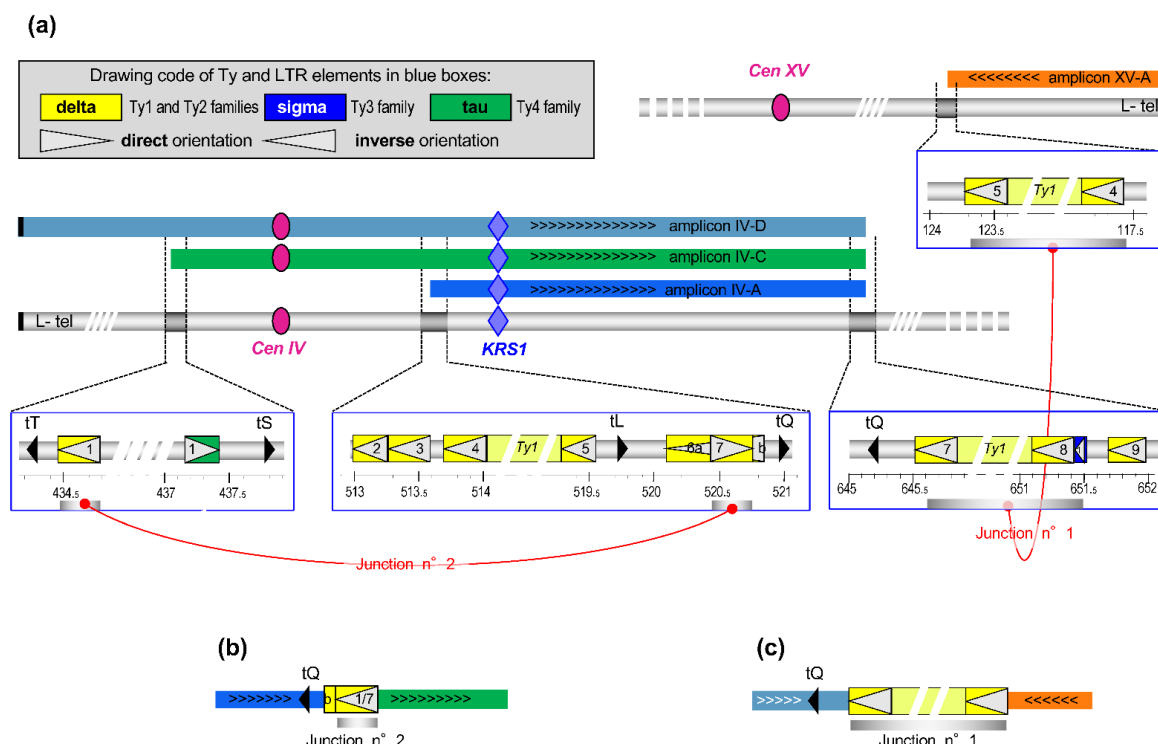 (a)
Drawing code of Ty and LTR elements in blue boxes:
delta Ty1 and Ty2 families sigma Ty3 family tau Ty4 family
direct orientation inverse orientation
Cen XV
<<<<<<<< amplicon XV-A
L- tel
5 Ty1 4
124 123.5 117.5
>>>>>>>>>>>>>> amplicon IV-D
>>>>>>>>>>>>>> amplicon IV-C
>>>>>>>>>>>>>> amplicon IV-A
L- tel
Cen IV
KRS1
tT tS
1 1
434.5 437 437.5
tL tQ
2 3 4 Ty1 5 6a 7 b
513 513.5 514 519.5 520 520.5 521
tQ
7 Ty1 8 1 9
645 645.5 651 651.5 652
Junction n° 1
Junction n° 2
(b)
tQ
>>>>>>> b 1/7 >>>>>>>>>
Junction n° 2
(c)
tQ
>>>>> <<<<<<
Junction n° 1